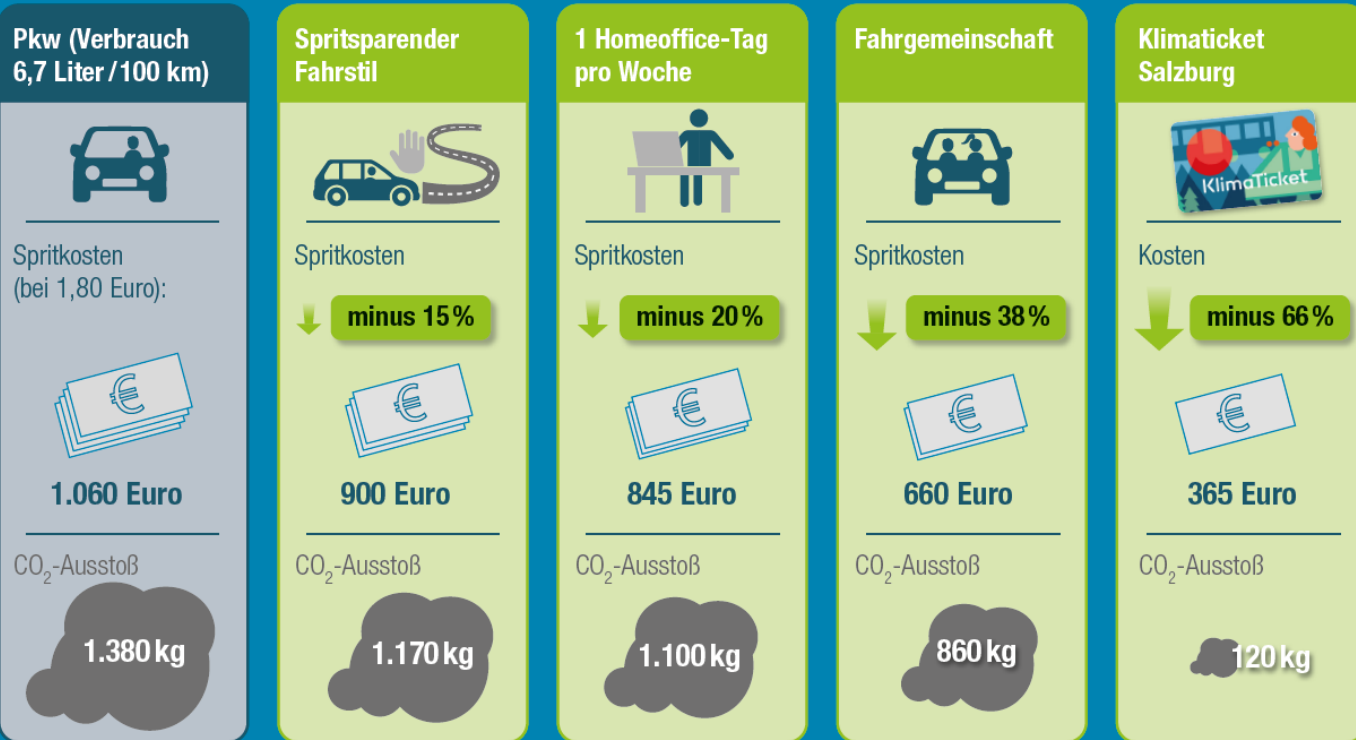 Pkw (Verbrauch
6,7 Liter/100 km)
Spritkosten
(bei 1,80 Euro):
€
1.060 Euro
CO₂-Ausstoß
1.380 kg
Spritsparender
Fahrstil
Spritkosten
minus 15%
€
900 Euro
CO₂-Ausstoß
1.170 kg
1 Homeoffice-Tag
pro Woche
Spritkosten
minus 20%
€
845 Euro
CO₂-Ausstoß
1.100 kg
Fahrgemeinschaft
Spritkosten
minus 38%
€
660 Euro
CO₂-Ausstoß
860 kg
Klimaticket
Salzburg
KlimaTicket
Kosten
minus 66%
€
365 Euro
CO₂-Ausstoß
120 kg